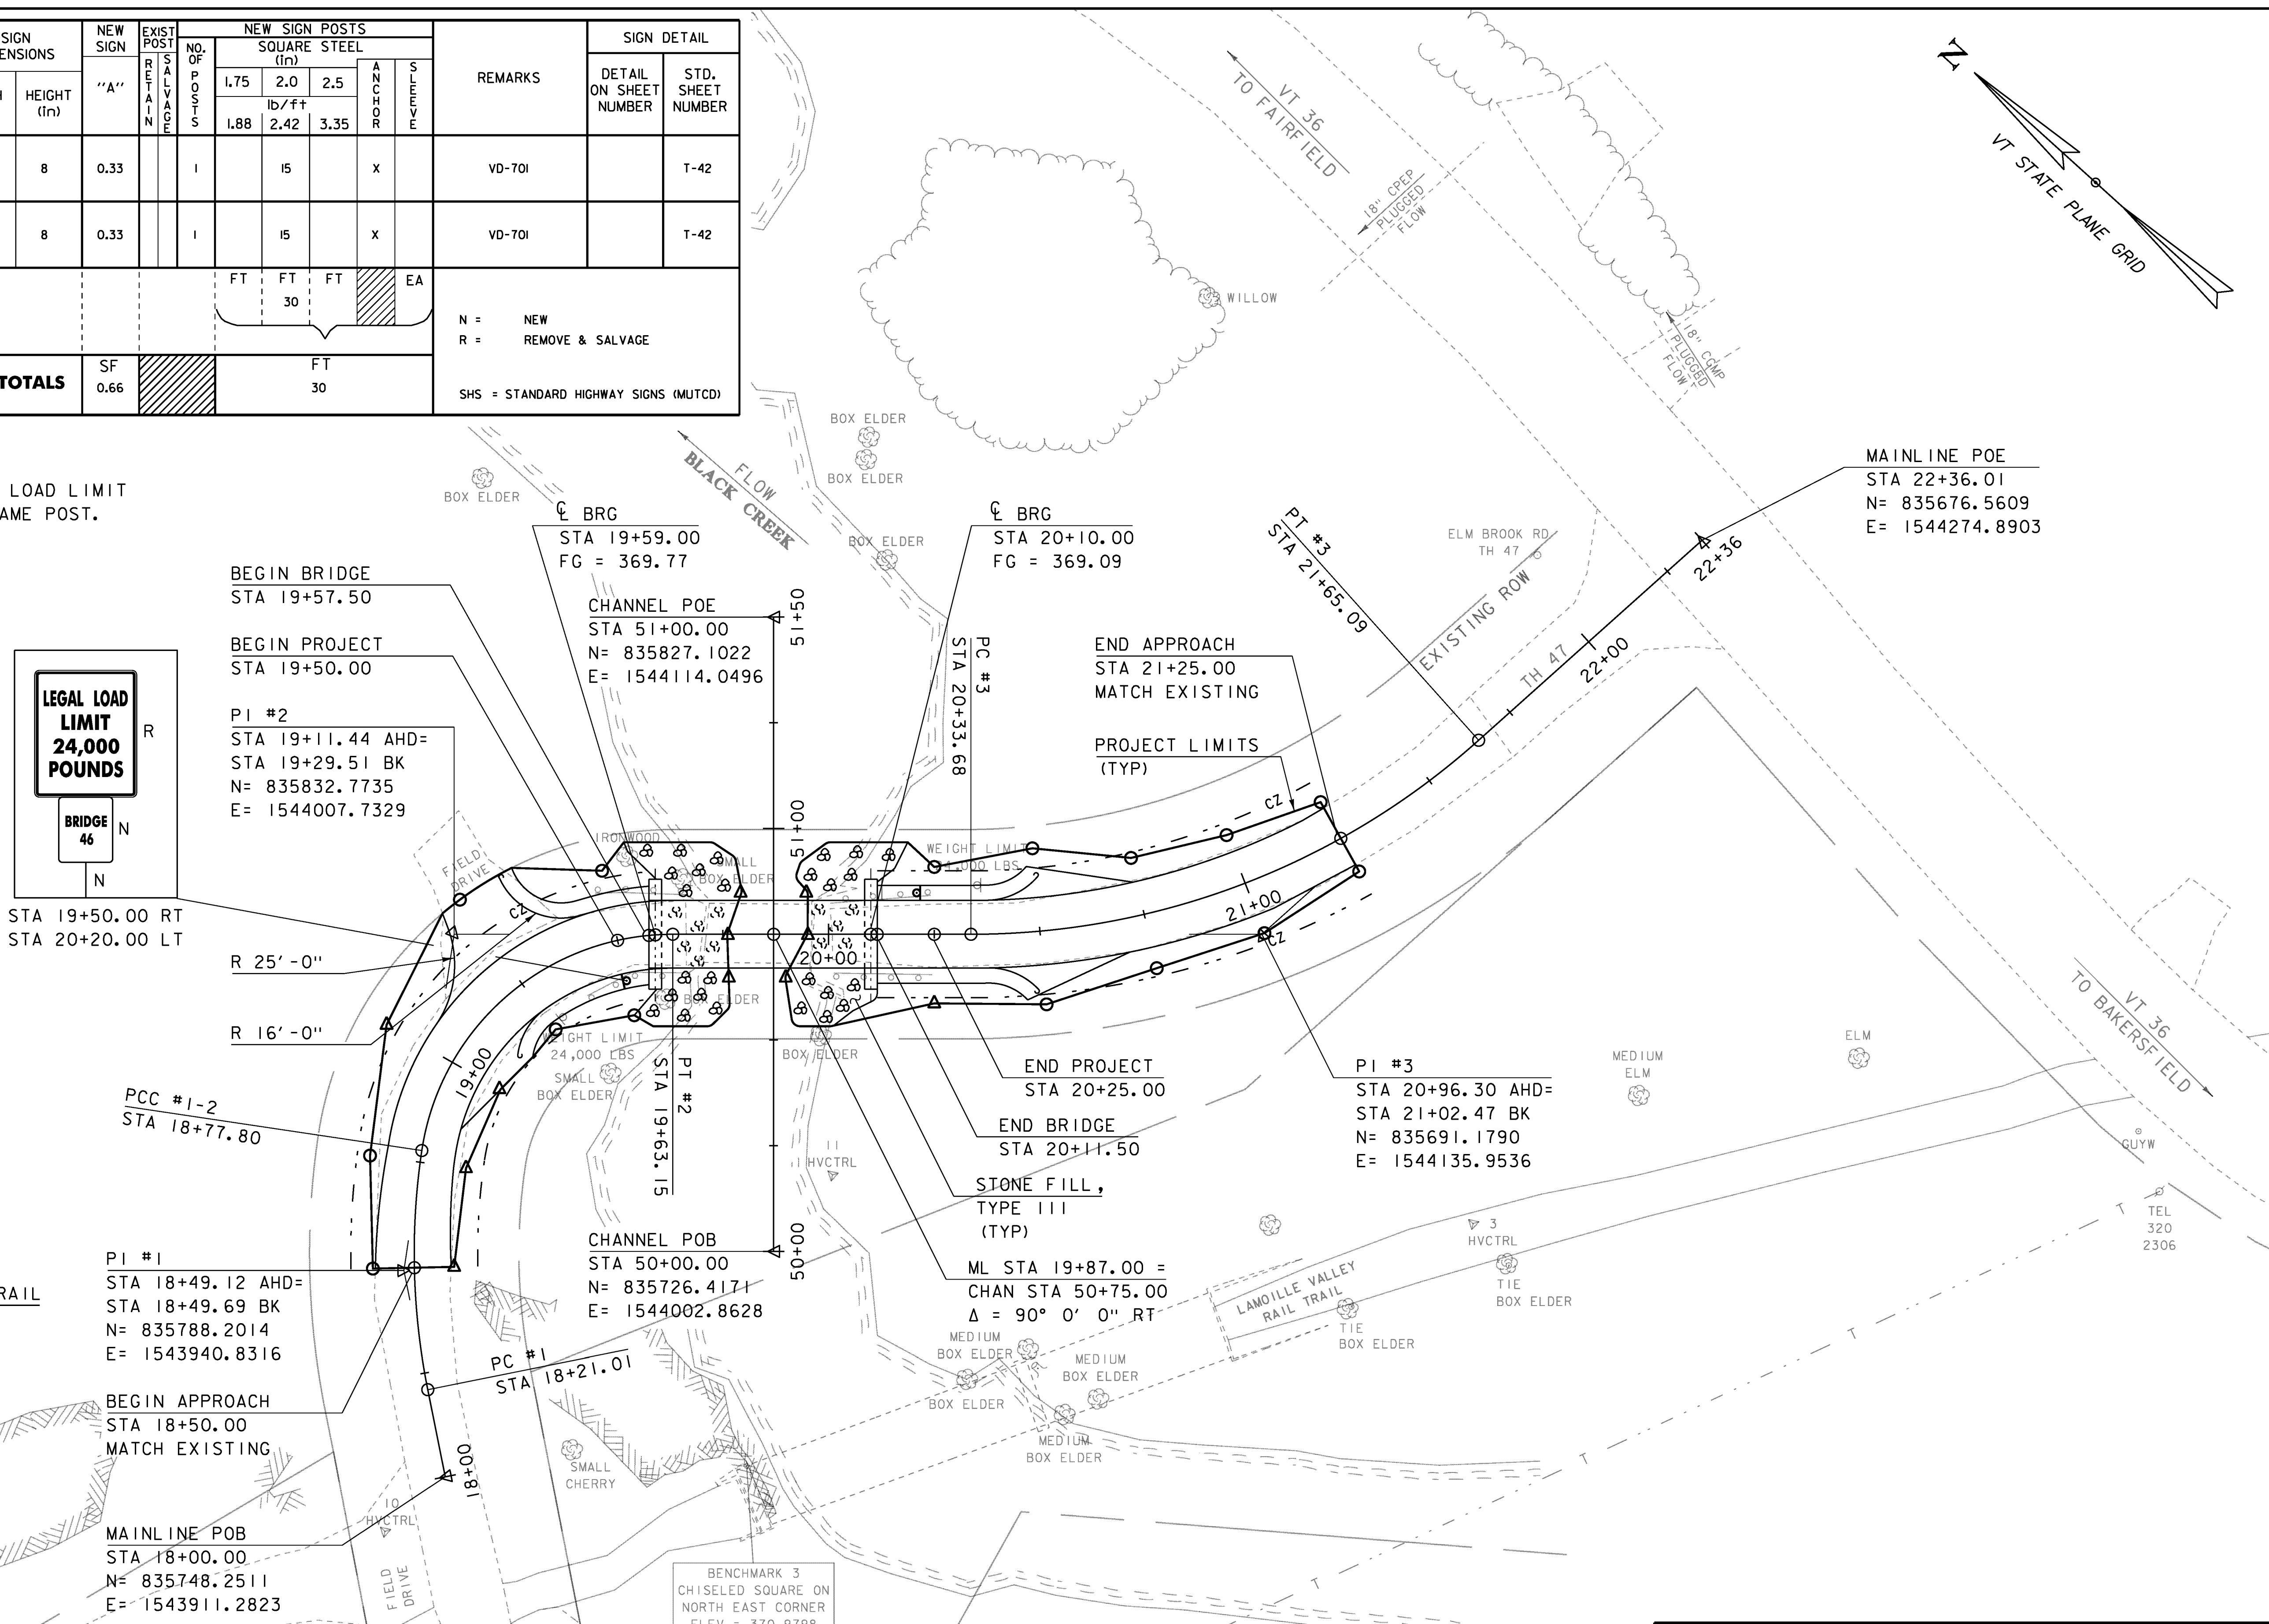 SIGN
ENSIONS
HEIGHT
(in)
NEW
SIGN
"A"
EXIST
POST
RETAIN
SALVAGE
NEW SIGN POSTS
NO.
OF
POSTS
SQUARE STEEL
(in)
1.75 2.0 2.5
lb/ft
1.88 2.42 3.35
ANCHOR
SLEEVE
REMARKS
SIGN DETAIL
DETAIL
ON SHEET
NUMBER
STD.
SHEET
NUMBER
8 0.33 1 15 X VD-701 T-42
8 0.33 1 15 X VD-701 T-42
FT FT FT EA
30
N = NEW
R = REMOVE & SALVAGE
SHS = STANDARD HIGHWAY SIGNS (MUTCD)
TOTALS
SF
0.66
FT
30
LOAD LIMIT
AME POST.
LEGAL LOAD
LIMIT
24,000
POUNDS
R
BRIDGE
46
N
N
STA 19+50.00 RT
STA 20+20.00 LT
BEGIN BRIDGE
STA 19+57.50
BEGIN PROJECT
STA 19+50.00
PI #2
STA 19+11.44 AHD=
STA 19+29.51 BK
N= 835832.7735
E= 1544007.7329
R 25'-0"
R 16'-0"
PCC #1-2
STA 18+77.80
PI #1
STA 18+49.12 AHD=
STA 18+49.69 BK
N= 835788.2014
E= 1543940.8316
RAIL
BEGIN APPROACH
STA 18+50.00
MATCH EXISTING
MAINLINE POB
STA 18+00.00
N= 835748.2511
E= 1543911.2823
PC #1
STA 18+21.01
18+00
19+00
10
HVCTRL
FIELD
DRIVE
FIELD
DRIVE
CZ
℄ BRG
STA 19+59.00
FG = 369.77
℄ BRG
STA 20+10.00
FG = 369.09
CHANNEL POE
STA 51+00.00
N= 835827.1022
E= 1544114.0496
51+50
51+00
50+00
CHANNEL POB
STA 50+00.00
N= 835726.4171
E= 1544002.8628
PT #2
STA 19+63.15
PC #3
STA 20+33.68
20+00
21+00
22+00
22+36
END APPROACH
STA 21+25.00
MATCH EXISTING
PROJECT LIMITS
(TYP)
CZ
CZ
PT #3
STA 21+65.09
MAINLINE POE
STA 22+36.01
N= 835676.5609
E= 1544274.8903
END PROJECT
STA 20+25.00
END BRIDGE
STA 20+11.50
STONE FILL,
TYPE III
(TYP)
ML STA 19+87.00 =
CHAN STA 50+75.00
Δ = 90° 0' 0" RT
PI #3
STA 20+96.30 AHD=
STA 21+02.47 BK
N= 835691.1790
E= 1544135.9536
BOX ELDER
BOX ELDER
BOX ELDER
BOX ELDER
FLOW
BLACK CREEK
WILLOW
VT 36
TO FAIRFIELD
18" CPEP
PLUGGED
FLOW
18" CGMP
PLUGGED
FLOW
N
VT STATE PLANE GRID
ELM BROOK RD
TH 47
EXISTING ROW
TH 47
IRONWOOD
SMALL
BOX ELDER
WEIGHT LIMIT
24,000 LBS
BOX ELDER
WEIGHT LIMIT
24,000 LBS
SMALL
BOX ELDER
BOX ELDER
11
HVCTRL
VT 36
TO BAKERSFIELD
ELM
MEDIUM
ELM
GUYW
TEL
320
2306
T
T
T
T
3
HVCTRL
TIE
BOX ELDER
TIE
BOX ELDER
LAMOILLE VALLEY
RAIL TRAIL
MEDIUM
BOX ELDER
BOX ELDER
MEDIUM
BOX ELDER
MEDIUM
BOX ELDER
SMALL
CHERRY
BENCHMARK 3
CHISELED SQUARE ON
NORTH EAST CORNER